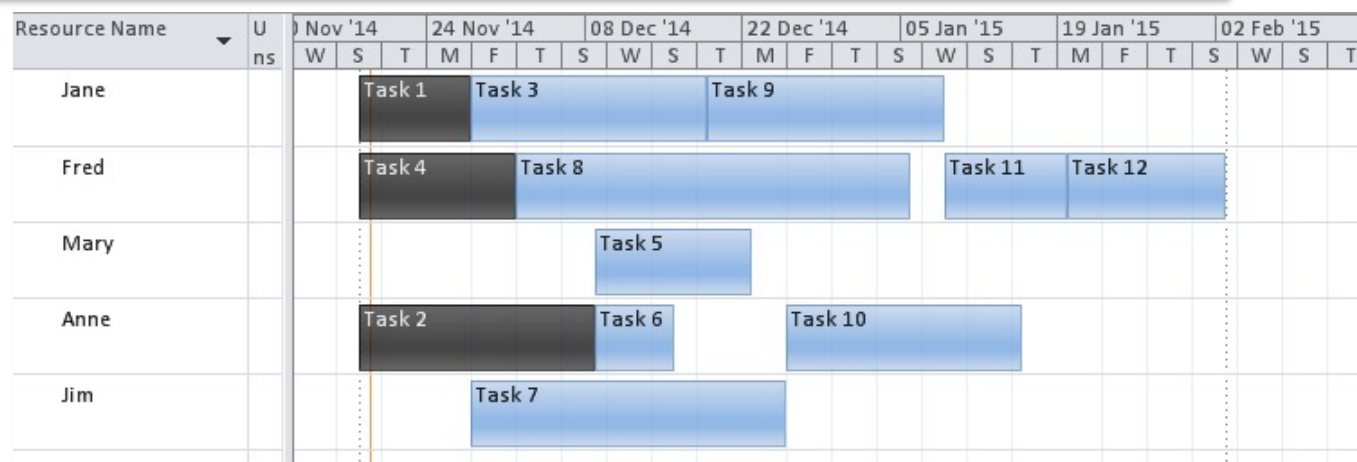 Resource Name U ) Nov '14 24 Nov '14 08 Dec '14 22 Dec '14 05 Jan '15 19 Jan '15 02 Feb '15
ns W S T M F T S W S T M F T S W S T M F T S W S T
Jane Task 1 Task 3 Task 9
Fred Task 4 Task 8 Task 11 Task 12
Mary Task 5
Anne Task 2 Task 6 Task 10
Jim Task 7